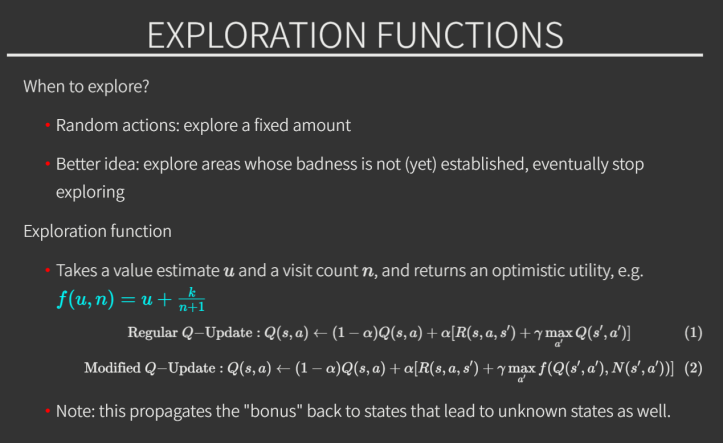 EXPLORATION FUNCTIONS
When to explore?
• Random actions: explore a fixed amount
• Better idea: explore areas whose badness is not (yet) established, eventually stop
exploring
Exploration function
• Takes a value estimate u and a visit count n, and returns an optimistic utility, e.g.
f(u, n) = u + k/(n+1)
Regular Q−Update : Q(s, a) ← (1 − α)Q(s, a) + α[R(s, a, s′) + γ max_{a′} Q(s′, a′)] (1)
Modified Q−Update : Q(s, a) ← (1 − α)Q(s, a) + α[R(s, a, s′) + γ max_{a′} f(Q(s′, a′), N(s′, a′))] (2)
• Note: this propagates the "bonus" back to states that lead to unknown states as well.